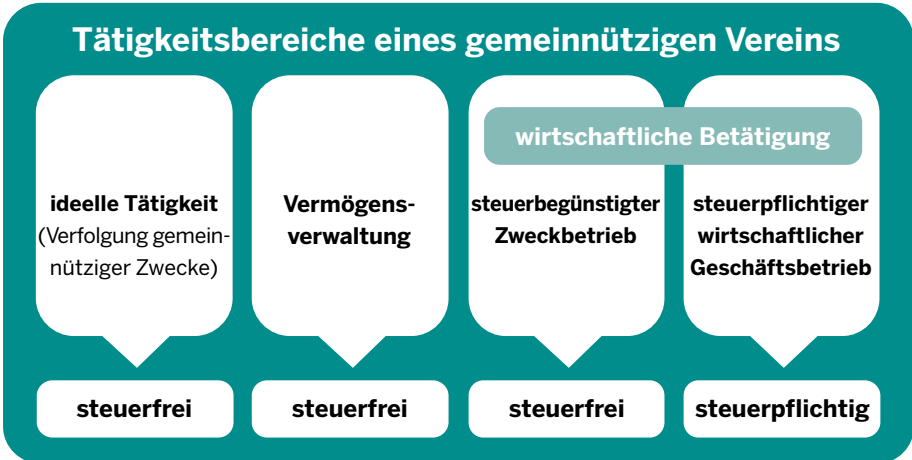 Tätigkeitsbereiche eines gemeinnützigen Vereins
ideelle Tätigkeit
(Verfolgung gemein-
nütziger Zwecke)
steuerfrei
Vermögens-
verwaltung
steuerfrei
wirtschaftliche Betätigung
steuerbegünstigter
Zweckbetrieb
steuerfrei
steuerpflichtiger
wirtschaftlicher
Geschäftsbetrieb
steuerpflichtig